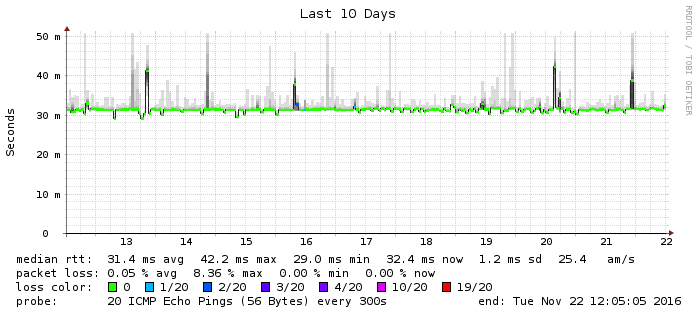 Last 10 Days
RRDTOOL / TOBI OETIKER
Seconds
50 m
40 m
30 m
20 m
10 m
0
13 14 15 16 17 18 19 20 21 22
median rtt: 31.4 ms avg 42.2 ms max 29.0 ms min 32.4 ms now 1.2 ms sd 25.4 am/s
packet loss: 0.05 % avg 8.36 % max 0.00 % min 0.00 % now
loss color: 0 1/20 2/20 3/20 4/20 10/20 19/20
probe: 20 ICMP Echo Pings (56 Bytes) every 300s end: Tue Nov 22 12:05:05 2016